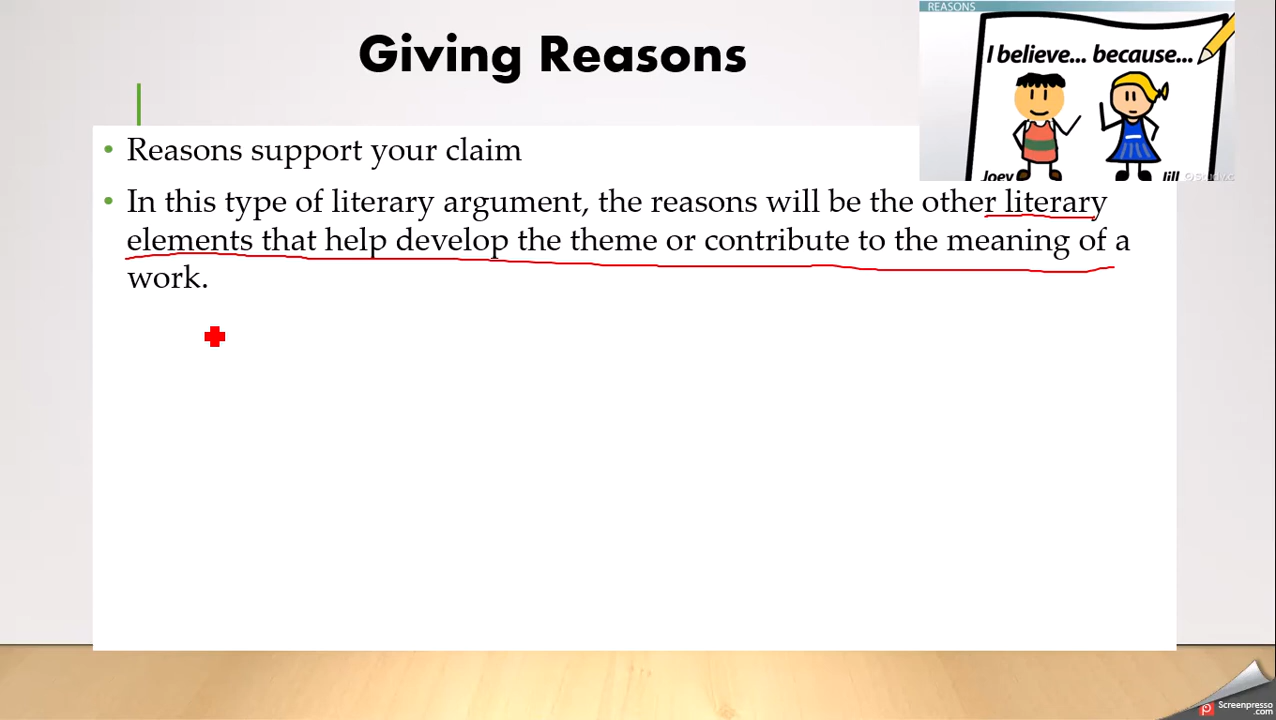 Giving Reasons
REASONS
I believe... because...
Joey
Jill
• Reasons support your claim
• In this type of literary argument, the reasons will be the other literary
elements that help develop the theme or contribute to the meaning of a
work.
Screenpresso
.com